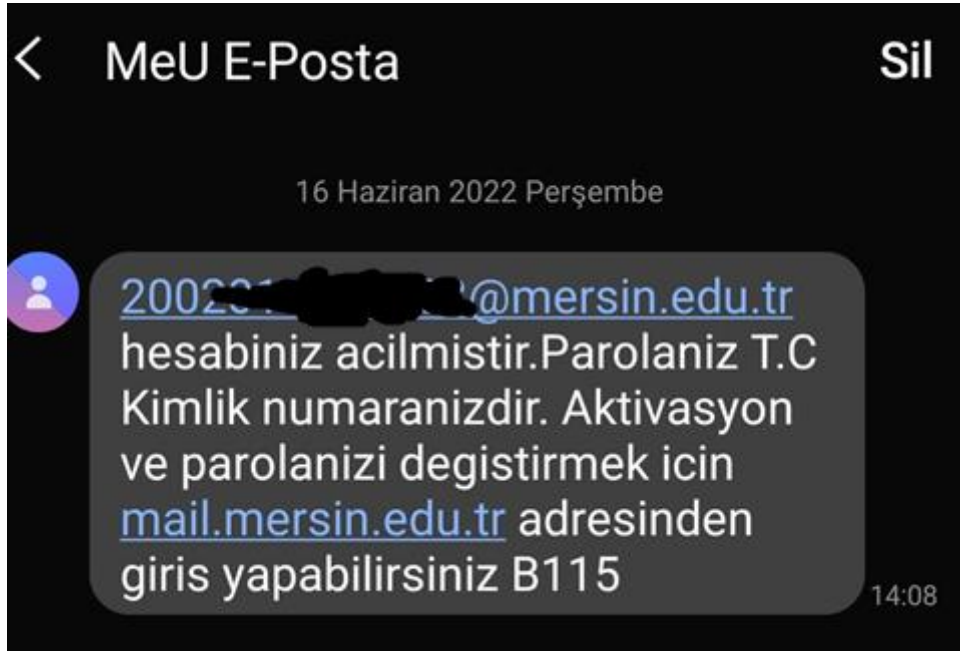 MeU E-Posta
Sil
16 Haziran 2022 Perşembe
@mersin.edu.tr
hesabiniz acilmistir.Parolaniz T.C
Kimlik numaranizdir. Aktivasyon
ve parolanizi degistirmek icin
mail.mersin.edu.tr adresinden
giris yapabilirsiniz B115
14:08